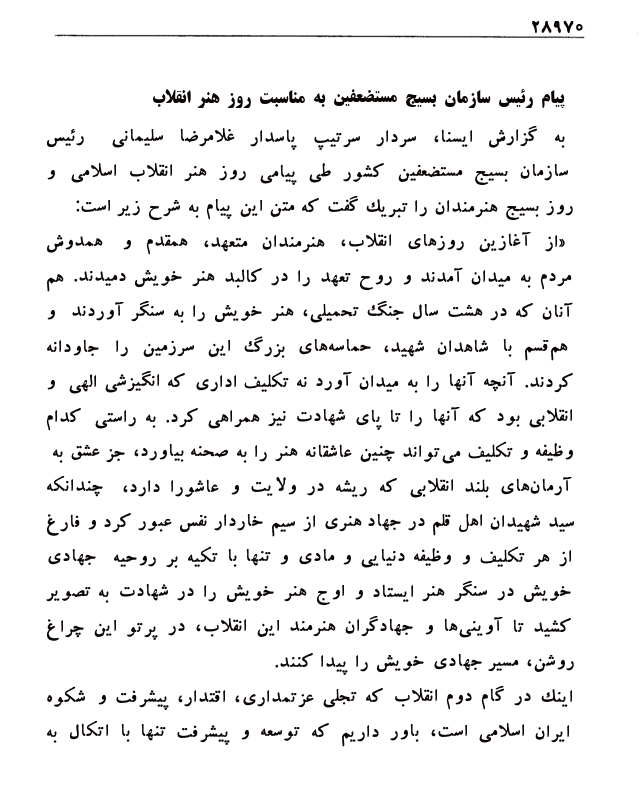 ۲۸۹۷۰
پیام رئیس سازمان بسیج مستضعفین به مناسبت روز هنر انقلاب
به گزارش ایسنا، سردار سرتیپ پاسدار غلامرضا سلیمانی رئیس
سازمان بسیج مستضعفین کشور طی پیامی روز هنر انقلاب اسلامی و
روز بسیج هنرمندان را تبریك گفت که متن این پیام به شرح زیر است:
«از آغازین روزهای انقلاب، هنرمندان متعهد، همقدم و همدوش
مردم به میدان آمدند و روح تعهد را در کالبد هنر خویش دمیدند. هم
آنان که در هشت سال جنگ تحمیلی، هنر خویش را به سنگر آوردند و
هم‌قسم با شاهدان شهید، حماسه‌های بزرگ این سرزمین را جاودانه
کردند. آنچه آنها را به میدان آورد نه تکلیف اداری که انگیزشی الهی و
انقلابی بود که آنها را تا پای شهادت نیز همراهی کرد. به راستی کدام
وظیفه و تکلیف می‌تواند چنین عاشقانه هنر را به صحنه بیاورد، جز عشق به
آرمان‌های بلند انقلابی که ریشه در ولایت و عاشورا دارد، چندانکه
سید شهیدان اهل قلم در جهاد هنری از سیم خاردار نفس عبور کرد و فارغ
از هر تکلیف و وظیفه دنیایی و مادی و تنها با تکیه بر روحیه جهادی
خویش در سنگر هنر ایستاد و اوج هنر خویش را در شهادت به تصویر
کشید تا آوینی‌ها و جهادگران هنرمند این انقلاب، در پرتو این چراغ
روشن، مسیر جهادی خویش را پیدا کنند.
اینك در گام دوم انقلاب که تجلی عزتمداری، اقتدار، پیشرفت و شکوه
ایران اسلامی است، باور داریم که توسعه و پیشرفت تنها با اتکال به